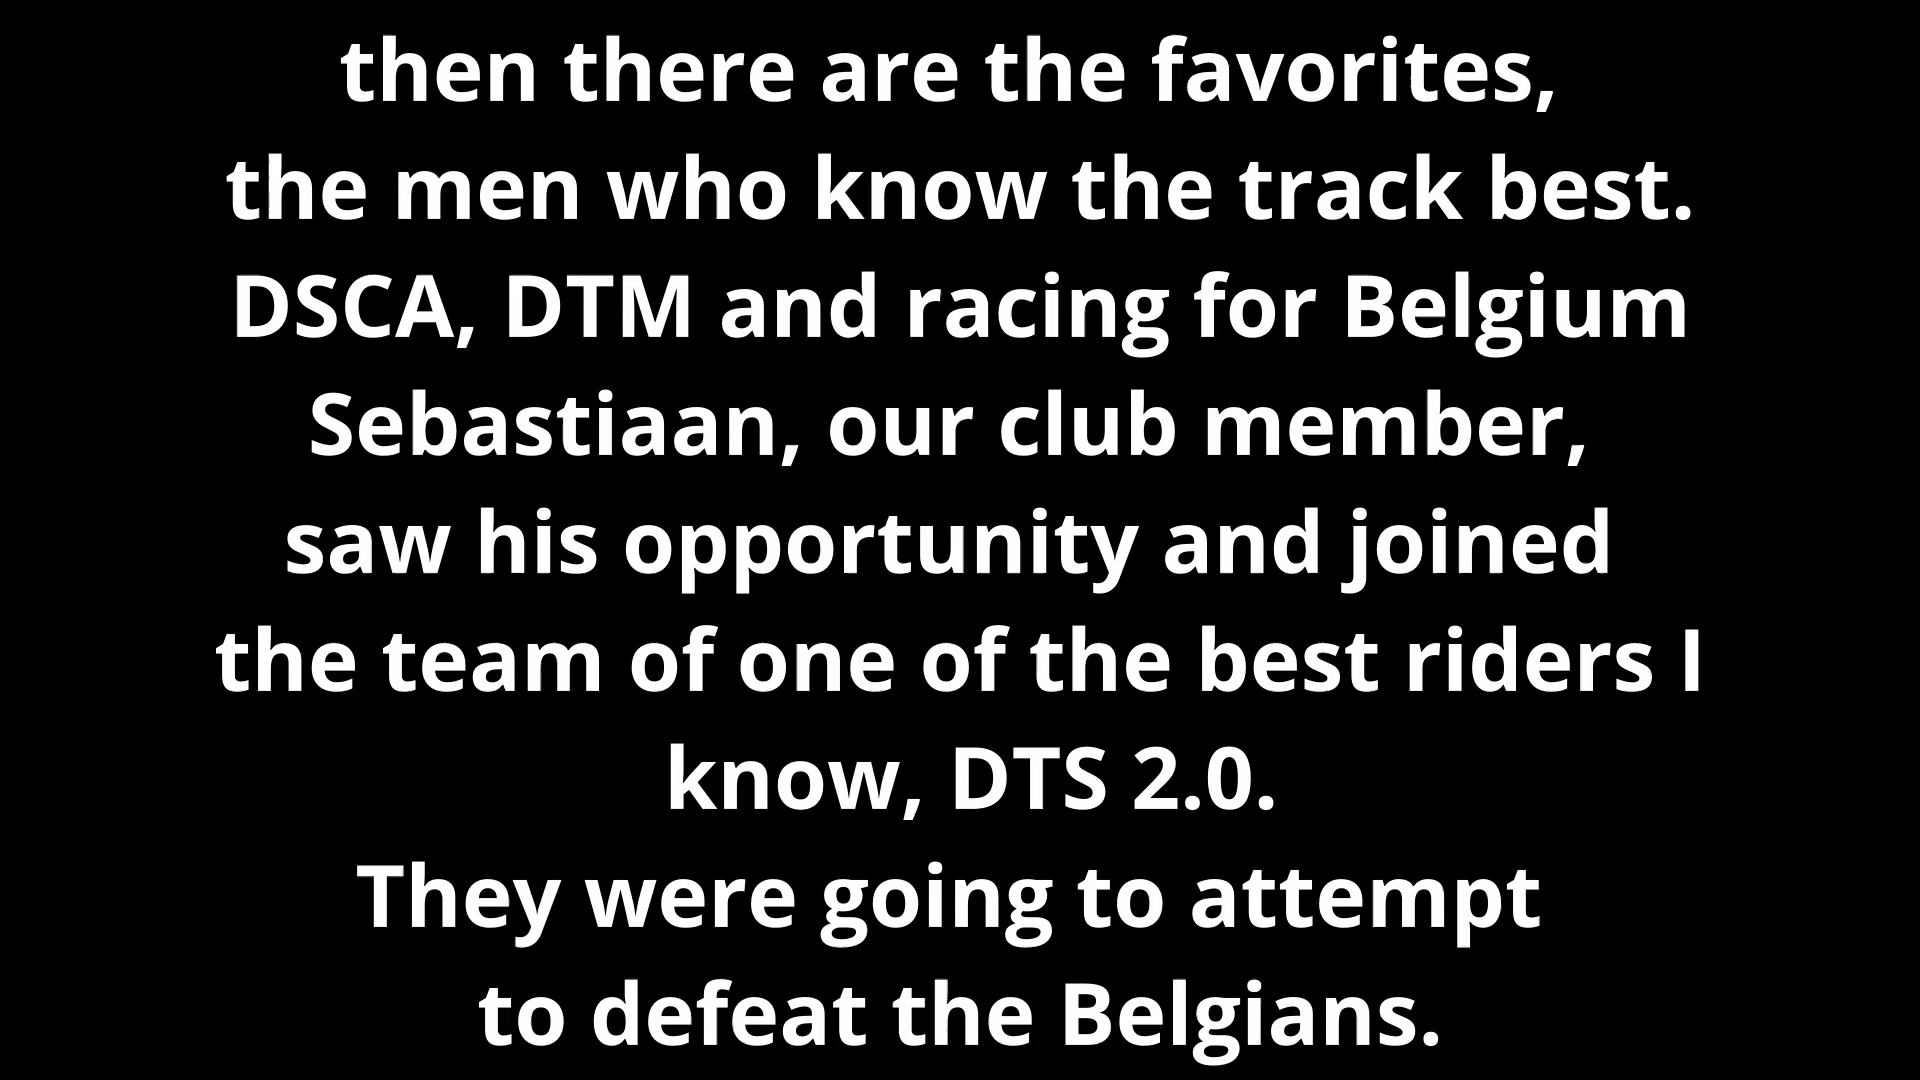 then there are the favorites,
the men who know the track best.
DSCA, DTM and racing for Belgium
Sebastiaan, our club member,
saw his opportunity and joined
the team of one of the best riders I
know, DTS 2.0.
They were going to attempt
to defeat the Belgians.